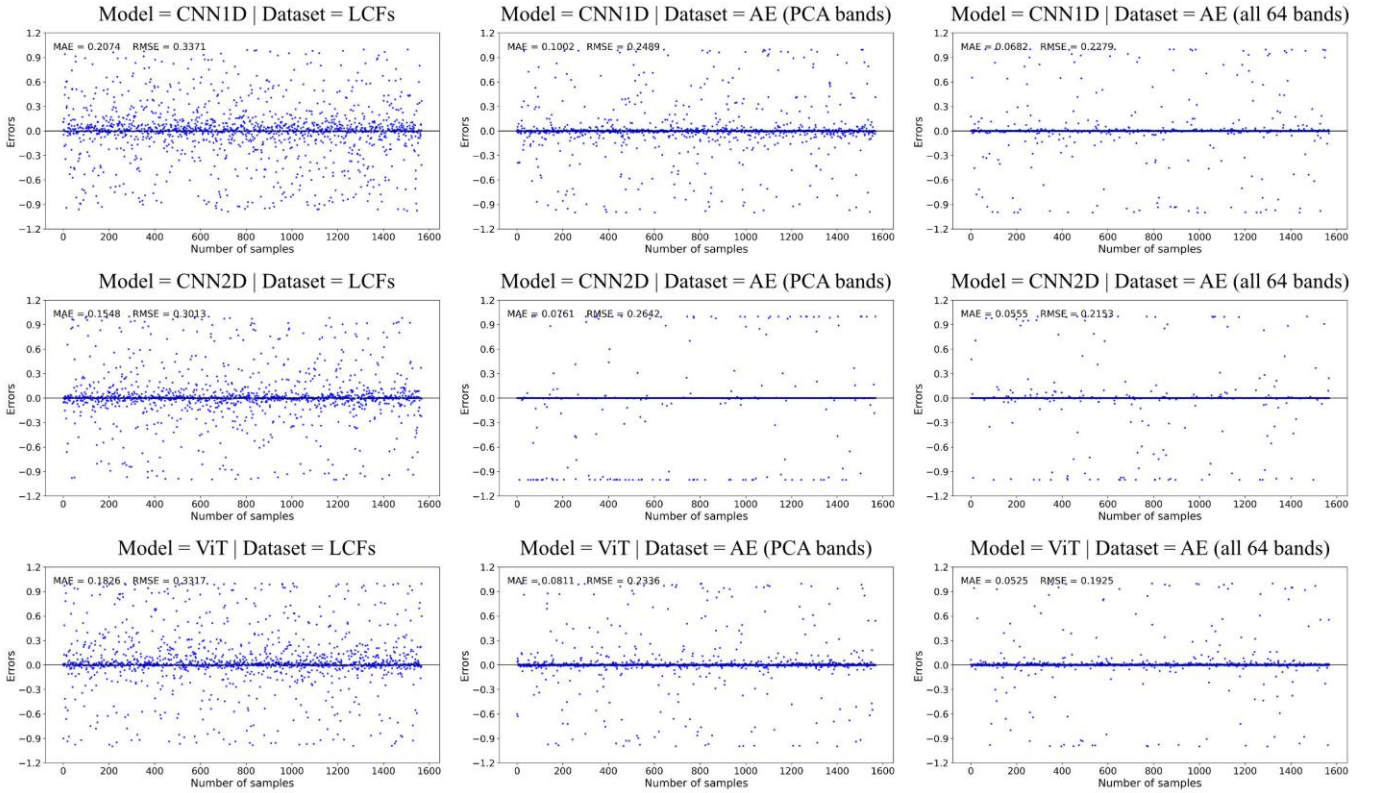 Model = CNN1D | Dataset = LCFs
MAE = 0.2074 RMSE = 0.3371
1.2
0.9
0.6
0.3
0.0
−0.3
−0.6
−0.9
−1.2
Errors
0 200 400 600 800 1000 1200 1400 1600
Number of samples
Model = CNN1D | Dataset = AE (PCA bands)
MAE = 0.1002 RMSE = 0.2489
1.2
0.9
0.6
0.3
0.0
−0.3
−0.6
−0.9
−1.2
Errors
0 200 400 600 800 1000 1200 1400 1600
Number of samples
Model = CNN1D | Dataset = AE (all 64 bands)
MAE = 0.0682 RMSE = 0.2279
1.2
0.9
0.6
0.3
0.0
−0.3
−0.6
−0.9
−1.2
Errors
0 200 400 600 800 1000 1200 1400 1600
Number of samples
Model = CNN2D | Dataset = LCFs
MAE = 0.1548 RMSE = 0.3013
1.2
0.9
0.6
0.3
0.0
−0.3
−0.6
−0.9
−1.2
Errors
0 200 400 600 800 1000 1200 1400 1600
Number of samples
Model = CNN2D | Dataset = AE (PCA bands)
MAE = 0.0761 RMSE = 0.2642
1.2
0.9
0.6
0.3
0.0
−0.3
−0.6
−0.9
−1.2
Errors
0 200 400 600 800 1000 1200 1400 1600
Number of samples
Model = CNN2D | Dataset = AE (all 64 bands)
MAE = 0.0555 RMSE = 0.2153
1.2
0.9
0.6
0.3
0.0
−0.3
−0.6
−0.9
−1.2
Errors
0 200 400 600 800 1000 1200 1400 1600
Number of samples
Model = ViT | Dataset = LCFs
MAE = 0.1826 RMSE = 0.3317
1.2
0.9
0.6
0.3
0.0
−0.3
−0.6
−0.9
−1.2
Errors
0 200 400 600 800 1000 1200 1400 1600
Number of samples
Model = ViT | Dataset = AE (PCA bands)
MAE = 0.0811 RMSE = 0.2336
1.2
0.9
0.6
0.3
0.0
−0.3
−0.6
−0.9
−1.2
Errors
0 200 400 600 800 1000 1200 1400 1600
Number of samples
Model = ViT | Dataset = AE (all 64 bands)
MAE = 0.0525 RMSE = 0.1925
1.2
0.9
0.6
0.3
0.0
−0.3
−0.6
−0.9
−1.2
Errors
0 200 400 600 800 1000 1200 1400 1600
Number of samples